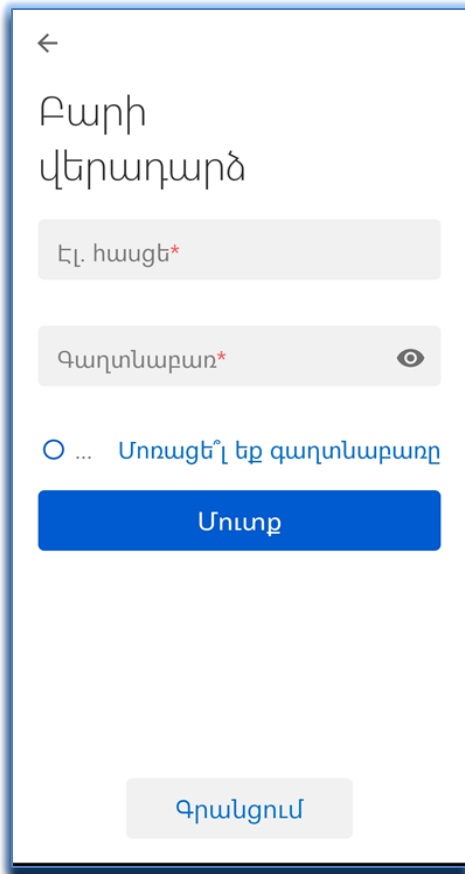 Բարի
վերադարձ
Էլ. հասցե*
Գաղտնաբառ*
... Մոռացե՞լ եք գաղտնաբառը
Մուտք
Գրանցում